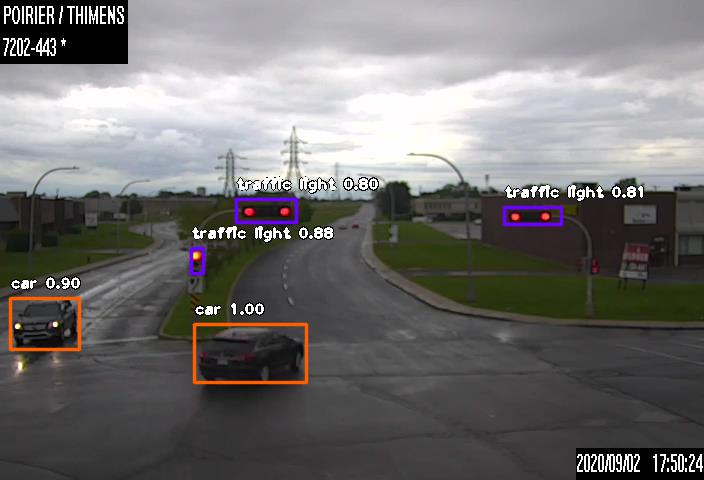 POIRIER / THIMENS
7202-443 *
traffic light 0.80
traffic light 0.81
traffic light 0.88
car 0.90
car 1.00
2020/09/02 17:50:24